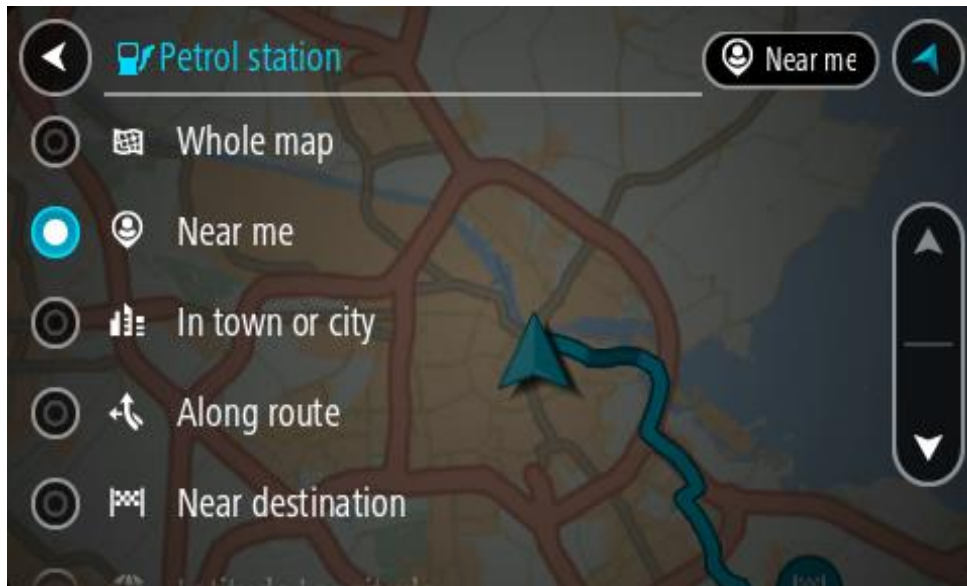 Petrol station
Near me
Whole map
Near me
In town or city
Along route
Near destination